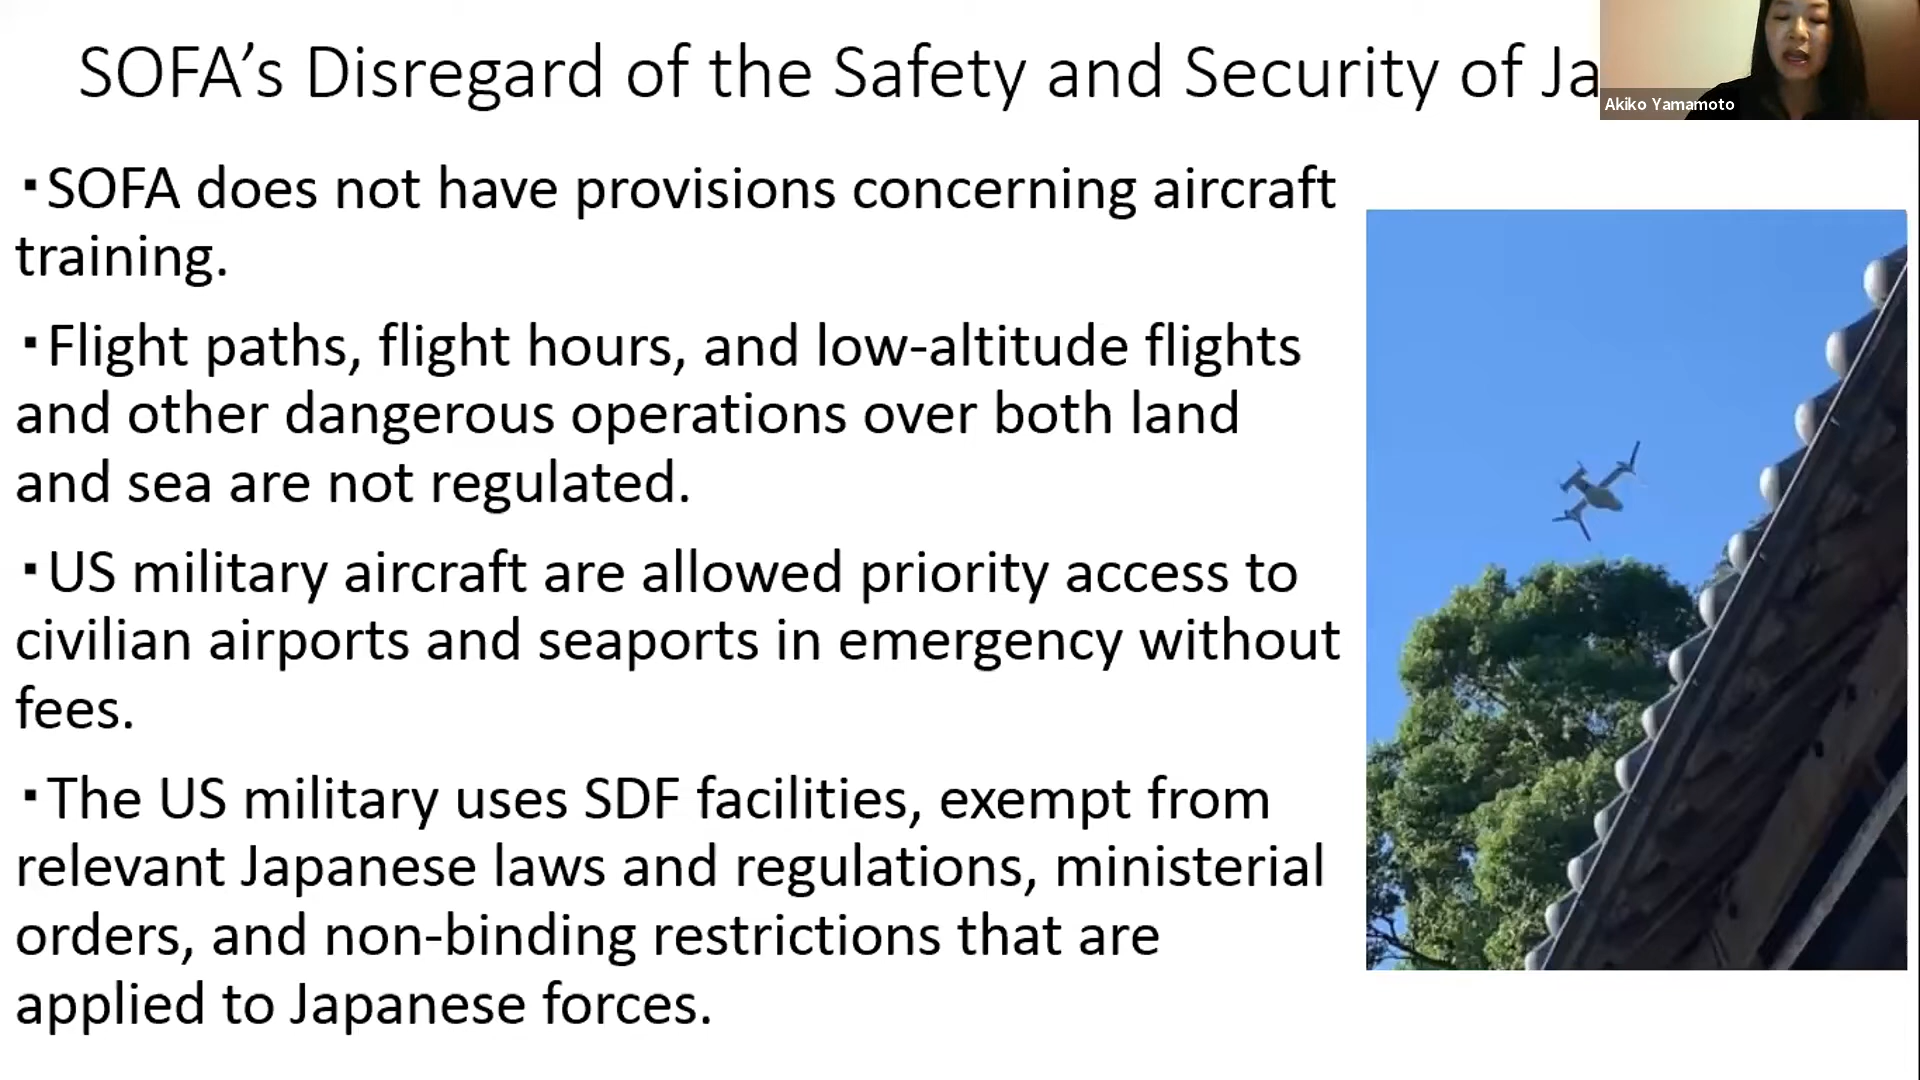 SOFA’s Disregard of the Safety and Security of Ja
Akiko Yamamoto
･SOFA does not have provisions concerning aircraft
training.
･Flight paths, flight hours, and low-altitude flights
and other dangerous operations over both land
and sea are not regulated.
･US military aircraft are allowed priority access to
civilian airports and seaports in emergency without
fees.
･The US military uses SDF facilities, exempt from
relevant Japanese laws and regulations, ministerial
orders, and non-binding restrictions that are
applied to Japanese forces.